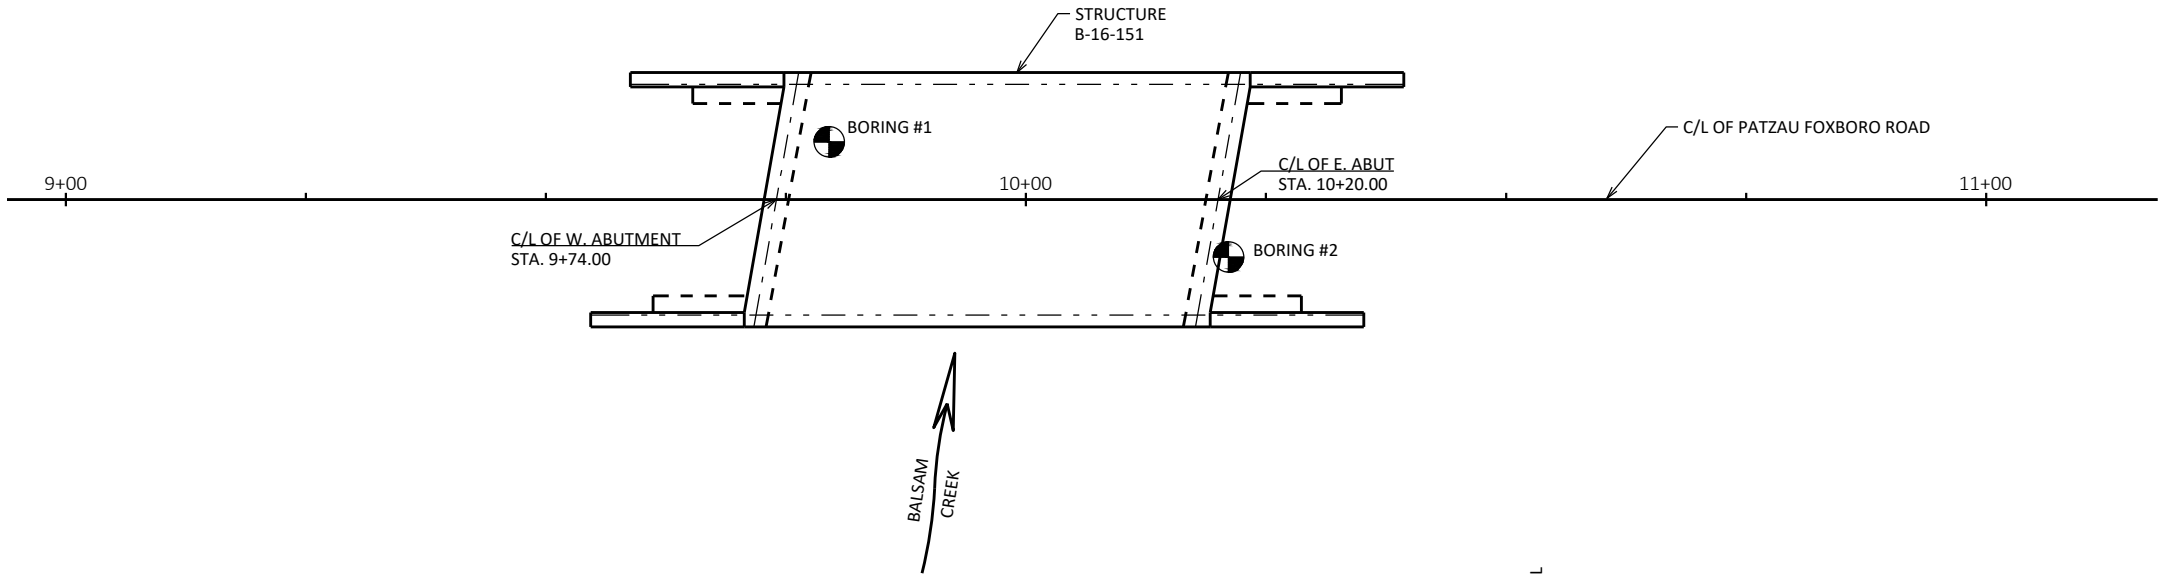 STRUCTURE
B-16-151
BORING #1
C/L OF PATZAU FOXBORO ROAD
C/L OF E. ABUT
STA. 10+20.00
9+00
10+00
11+00
C/L OF W. ABUTMENT
STA. 9+74.00
BORING #2
BALSAM
CREEK